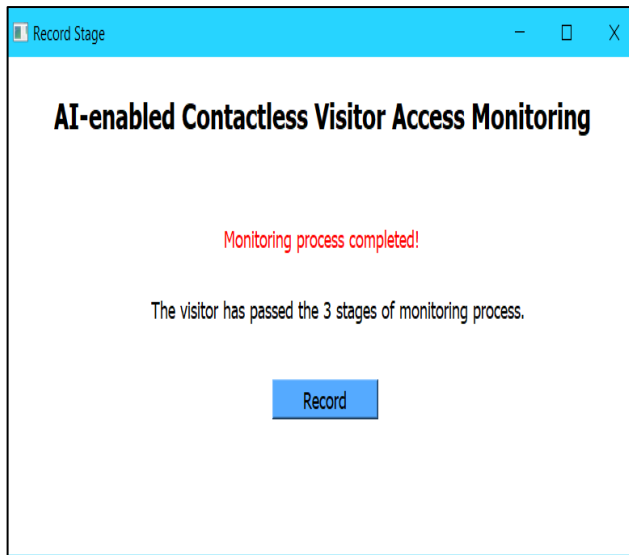 Record Stage
AI-enabled Contactless Visitor Access Monitoring
Monitoring process completed!
The visitor has passed the 3 stages of monitoring process.
Record